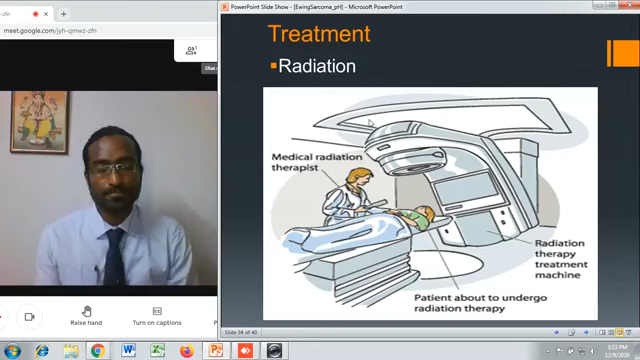 -zfn
meet.google.com/jyh-qmwz-zfn
1
Raise hand
Turn on captions
PowerPoint Slide Show - [EwingSarcoma_pH] - Microsoft PowerPoint
Treatment
Radiation
Medical radiation
therapist
Radiation
therapy
treatment
machine
Patient about to undergo
radiation therapy
Slide 34 of 40
3:33 PM
12/9/2020